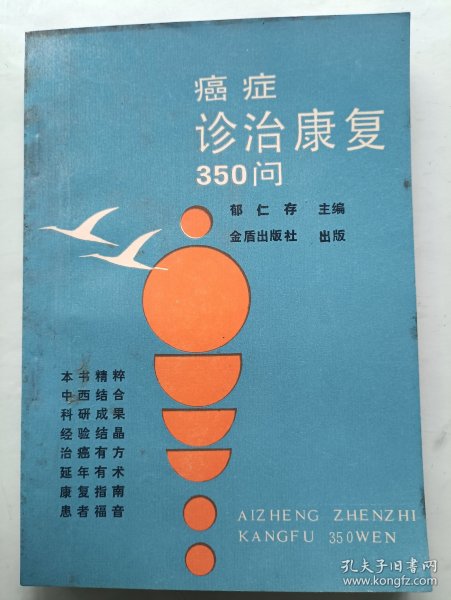 癌症
诊治康复
350问
郁仁存 主编
金盾出版社 出版
本书精粹
中西结合
科研成果
经验结晶
治癌有方
延年有术
康复指南
患者福音
AIZHENG ZHENZHI
KANGFU 350WEN
孔夫子旧书网
www.kongfz.com